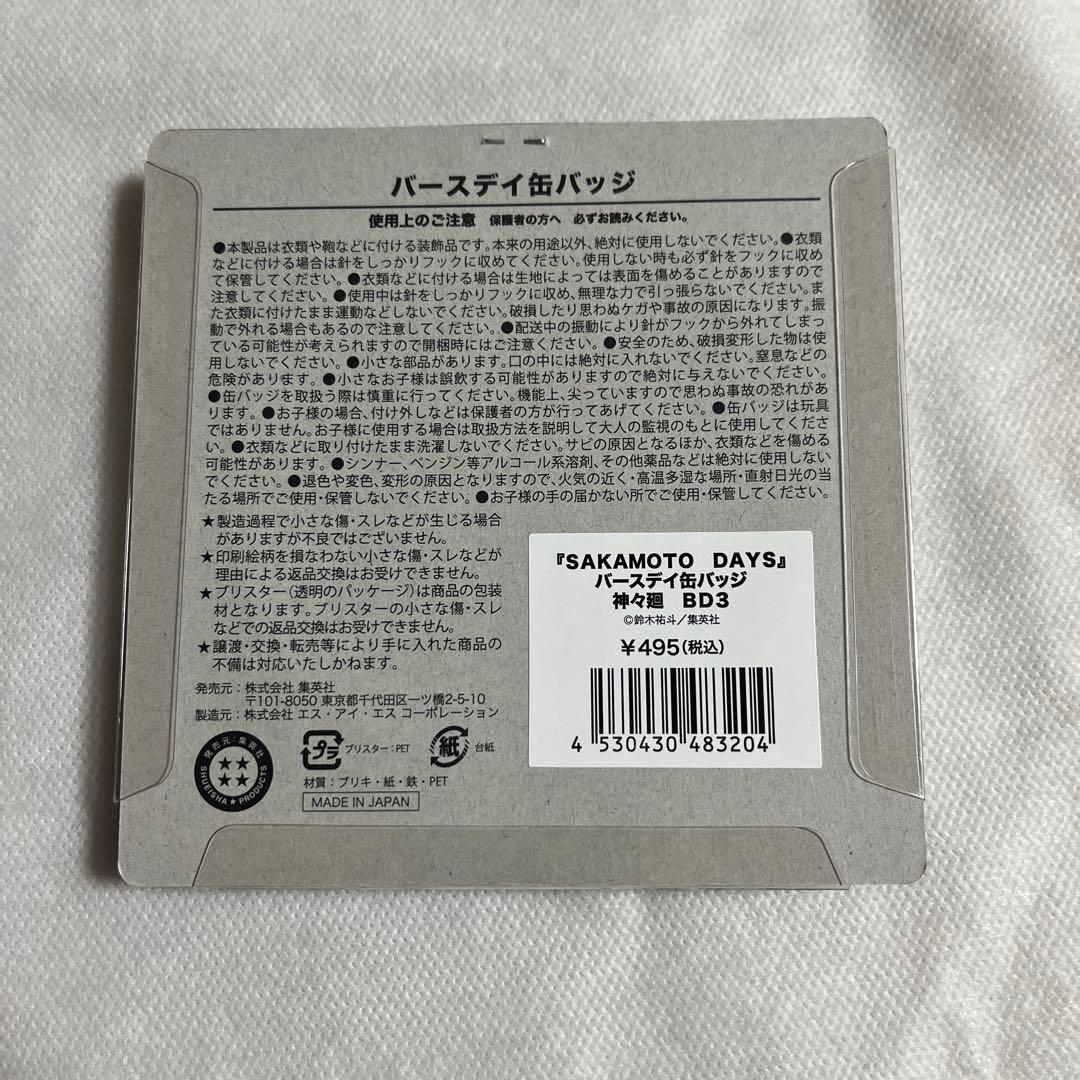 バースデイ缶バッジ
使用上のご注意　保護者の方へ　必ずお読みください。
●本製品は衣類や鞄などに付ける装飾品です。本来の用途以外、絶対に使用しないでください。●衣類
などに付ける場合は針をしっかりフックに収めてください。使用しない時も必ず針をフックに収め
て保管してください。●衣類などに付ける場合は生地によっては表面を傷めることがありますので
注意してください。●使用中は針をしっかりフックに収め、無理な力で引っ張らないでください。ま
た衣類に付けたまま運動などしないでください。破損したり思わぬケガや事故の原因になります。振
動で外れる場合もあるので注意してください。●配送中の振動により針がフックから外れてしまっ
ている可能性が考えられますので開梱時にはご注意ください。●安全のため、破損変形した物は使
用しないでください。●小さな部品があります。口の中には絶対に入れないでください。窒息などの
危険があります。●小さなお子様は誤飲する可能性がありますので絶対に与えないでください。
●缶バッジを取扱う際は慎重に行ってください。機能上、尖っていますので思わぬ事故の恐れがあ
ります。●お子様の場合、付け外しなどは保護者の方が行ってあげてください。●缶バッジは玩具
ではありません。お子様に使用する場合は取扱方法を説明して大人の監視のもとに使用してくださ
い。●衣類などに取り付けたまま洗濯しないでください。サビの原因となるほか、衣類などを傷める
可能性があります。●シンナー、ベンジン等アルコール系溶剤、その他薬品などは絶対に使用しない
でください。●退色や変色、変形の原因となりますので、火気の近く・高温多湿な場所・直射日光の当
たる場所でご使用・保管しないでください。●お子様の手の届かない所でご使用・保管してください。
★製造過程で小さな傷・スレなどが生じる場合
がありますが不良ではございません。
★印刷絵柄を損なわない小さな傷・スレなどが
理由による返品交換はお受けできません。
★ブリスター（透明のパッケージ）は商品の包装
材となります。ブリスターの小さな傷・スレ
などでの返品交換はお受けできません。
★譲渡・交換・転売等により手に入れた商品の
不備は対応いたしかねます。
発売元：株式会社 集英社
〒101-8050 東京都千代田区一ツ橋2-5-10
製造元：株式会社 エス・アイ・エス コーポレーション
発売元：集英社
SHUEISHA★PRODUCTS
プラ
ブリスター：PET
紙
台紙
材質：ブリキ・紙・鉄・PET
MADE IN JAPAN
『SAKAMOTO　DAYS』
バースデイ缶バッジ
神々廻　BD3
©鈴木祐斗／集英社
￥495（税込）
4 530430 483204